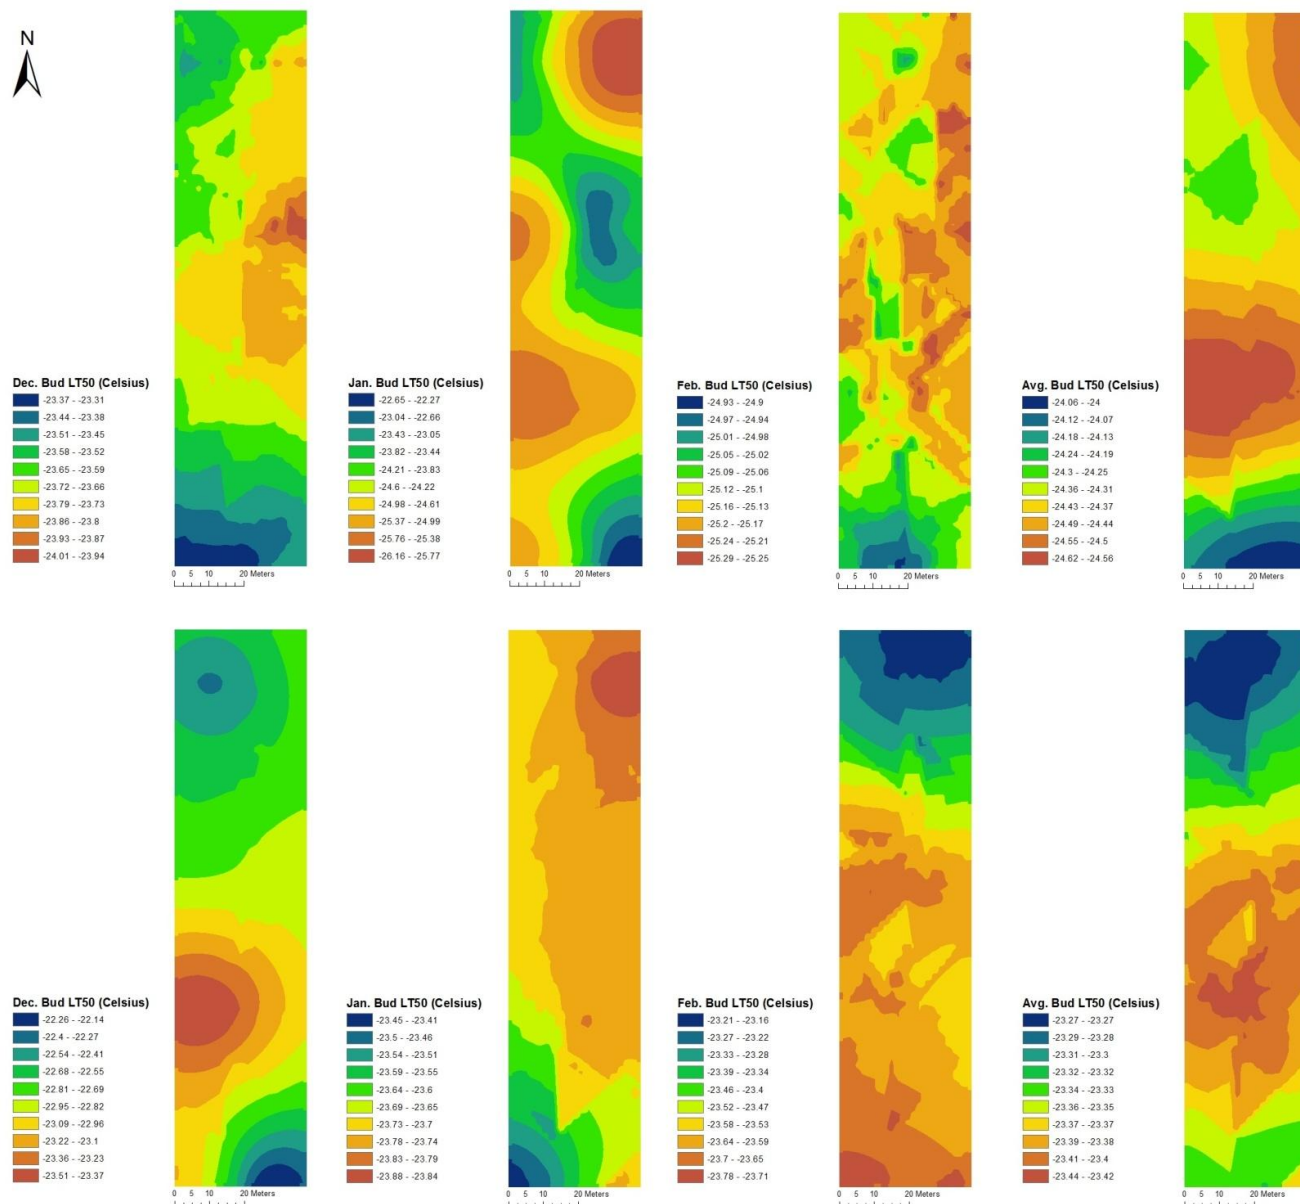 N
Dec. Bud LT50 (Celsius)
-23.37 - -23.31
-23.44 - -23.38
-23.51 - -23.45
-23.58 - -23.52
-23.65 - -23.59
-23.72 - -23.66
-23.79 - -23.73
-23.86 - -23.8
-23.93 - -23.87
-24.01 - -23.94
0 5 10 20 Meters
Jan. Bud LT50 (Celsius)
-22.65 - -22.27
-23.04 - -22.66
-23.43 - -23.05
-23.82 - -23.44
-24.21 - -23.83
-24.6 - -24.22
-24.98 - -24.61
-25.37 - -24.99
-25.76 - -25.38
-26.16 - -25.77
0 5 10 20 Meters
Feb. Bud LT50 (Celsius)
-24.93 - -24.9
-24.97 - -24.94
-25.01 - -24.98
-25.05 - -25.02
-25.09 - -25.06
-25.12 - -25.1
-25.16 - -25.13
-25.2 - -25.17
-25.24 - -25.21
-25.29 - -25.25
0 5 10 20 Meters
Avg. Bud LT50 (Celsius)
-24.06 - -24
-24.12 - -24.07
-24.18 - -24.13
-24.24 - -24.19
-24.3 - -24.25
-24.36 - -24.31
-24.43 - -24.37
-24.49 - -24.44
-24.55 - -24.5
-24.62 - -24.56
0 5 10 20 Meters
Dec. Bud LT50 (Celsius)
-22.26 - -22.14
-22.4 - -22.27
-22.54 - -22.41
-22.68 - -22.55
-22.81 - -22.69
-22.95 - -22.82
-23.09 - -22.96
-23.22 - -23.1
-23.36 - -23.23
-23.51 - -23.37
0 5 10 20 Meters
Jan. Bud LT50 (Celsius)
-23.45 - -23.41
-23.5 - -23.46
-23.54 - -23.51
-23.59 - -23.55
-23.64 - -23.6
-23.69 - -23.65
-23.73 - -23.7
-23.78 - -23.74
-23.83 - -23.79
-23.88 - -23.84
0 5 10 20 Meters
Feb. Bud LT50 (Celsius)
-23.21 - -23.16
-23.27 - -23.22
-23.33 - -23.28
-23.39 - -23.34
-23.46 - -23.4
-23.52 - -23.47
-23.58 - -23.53
-23.64 - -23.59
-23.7 - -23.65
-23.78 - -23.71
0 5 10 20 Meters
Avg. Bud LT50 (Celsius)
-23.27 - -23.27
-23.29 - -23.28
-23.31 - -23.3
-23.32 - -23.32
-23.34 - -23.33
-23.36 - -23.35
-23.37 - -23.37
-23.39 - -23.38
-23.41 - -23.4
-23.44 - -23.42
0 5 10 20 Meters